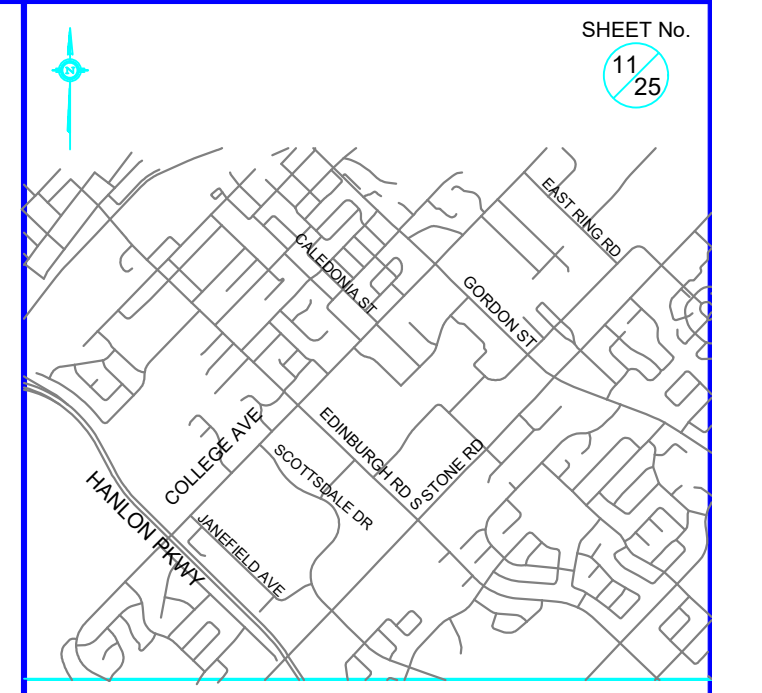 SHEET No.
11
25
N
EAST RING RD
CALEDONIA ST
GORDON ST
COLLEGE AVE
EDINBURGH RD S
STONE RD
SCOTTSDALE DR
HANLON PKWY
JANEFIELD AVE